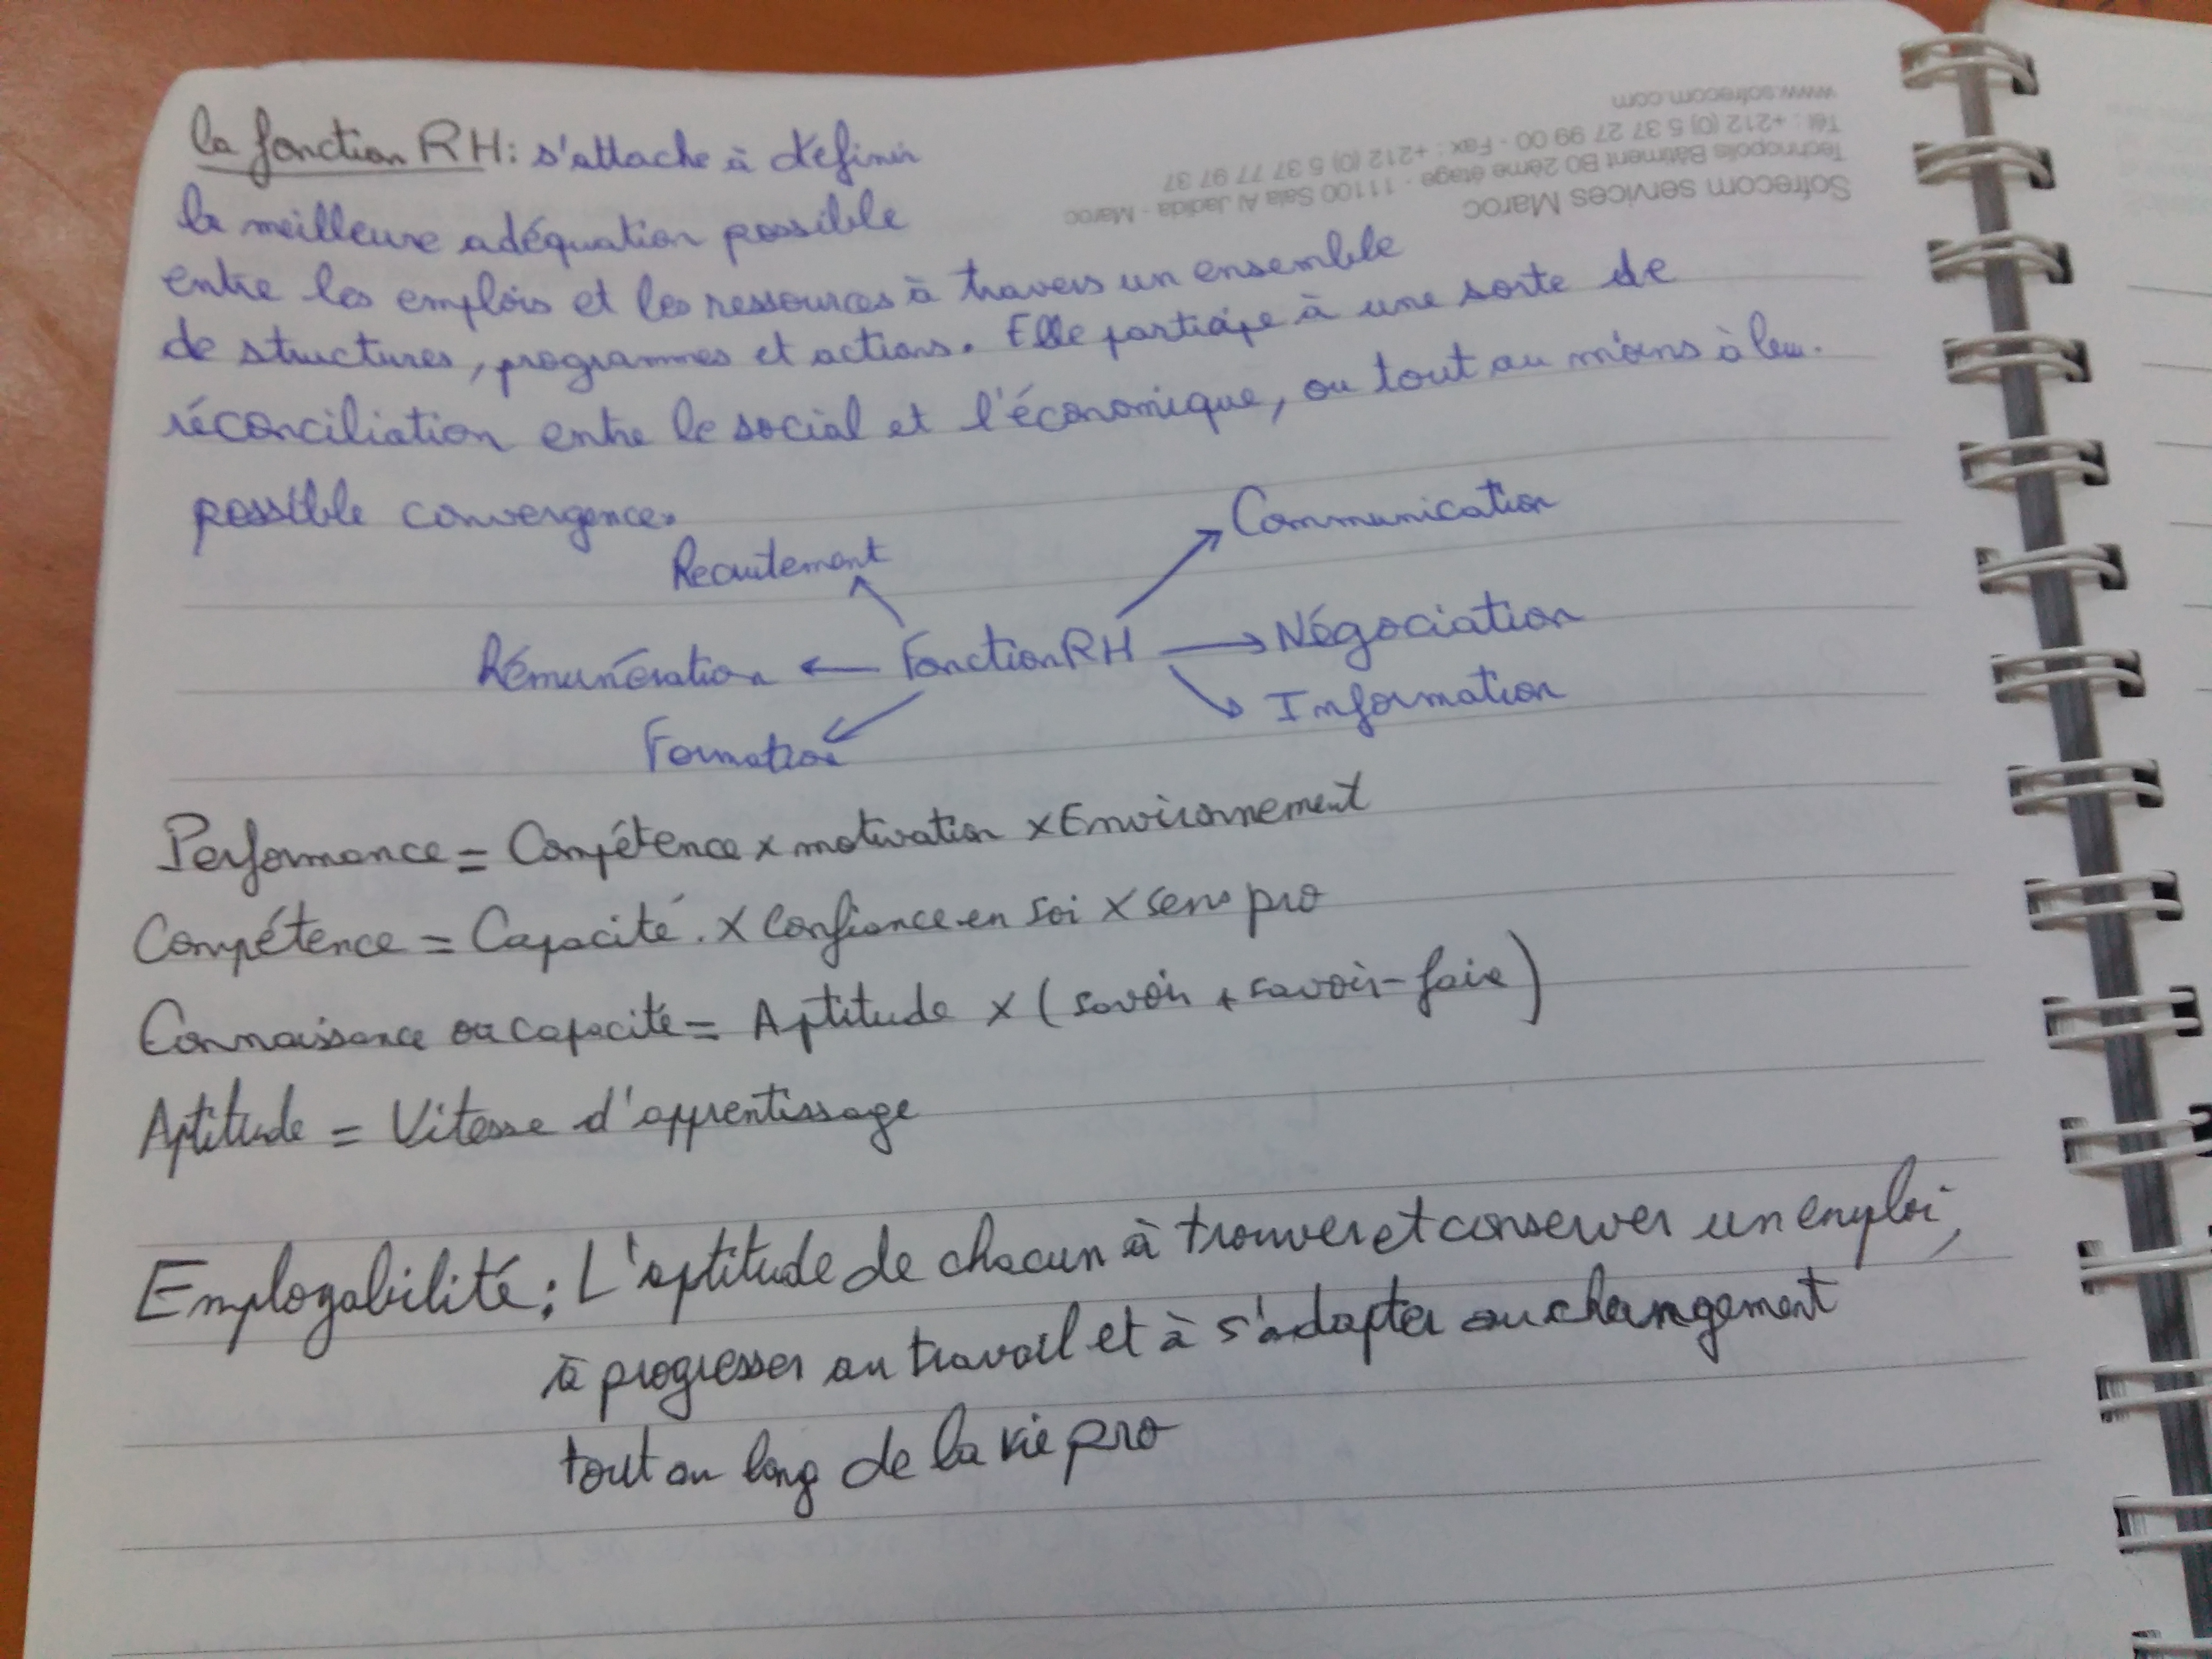 Sofrecom services Maroc
Technopolis Bâtiment B0 2ème étage - 11100 Sala Al Jadida - Maroc
Tél : +212 (0) 5 37 27 99 00 - Fax : +212 (0) 5 37 77 97 37
www.sofrecom.com
la fonction RH : s'attache à définir
la meilleure adéquation possible
entre les emplois et les ressources à travers un ensemble
de structures, programmes et actions. Elle participe à une sorte de
réconciliation entre le social et l'économique, ou tout au moins à leur
possible convergence.
Recrutement
Communication
Rémunération ← Fonction RH → Négociation
Formation
Information
Performance = Compétence x motivation x Environnement
Compétence = Capacité. x Confiance en soi x sens pro
Connaissance ou capacité = Aptitude x (savoir + savoir-faire)
Aptitude = Vitesse d'apprentissage
Employabilité : L'aptitude de chacun à trouver et conserver un emploi,
à progresser au travail et à s'adapter au changement
tout au long de la vie pro